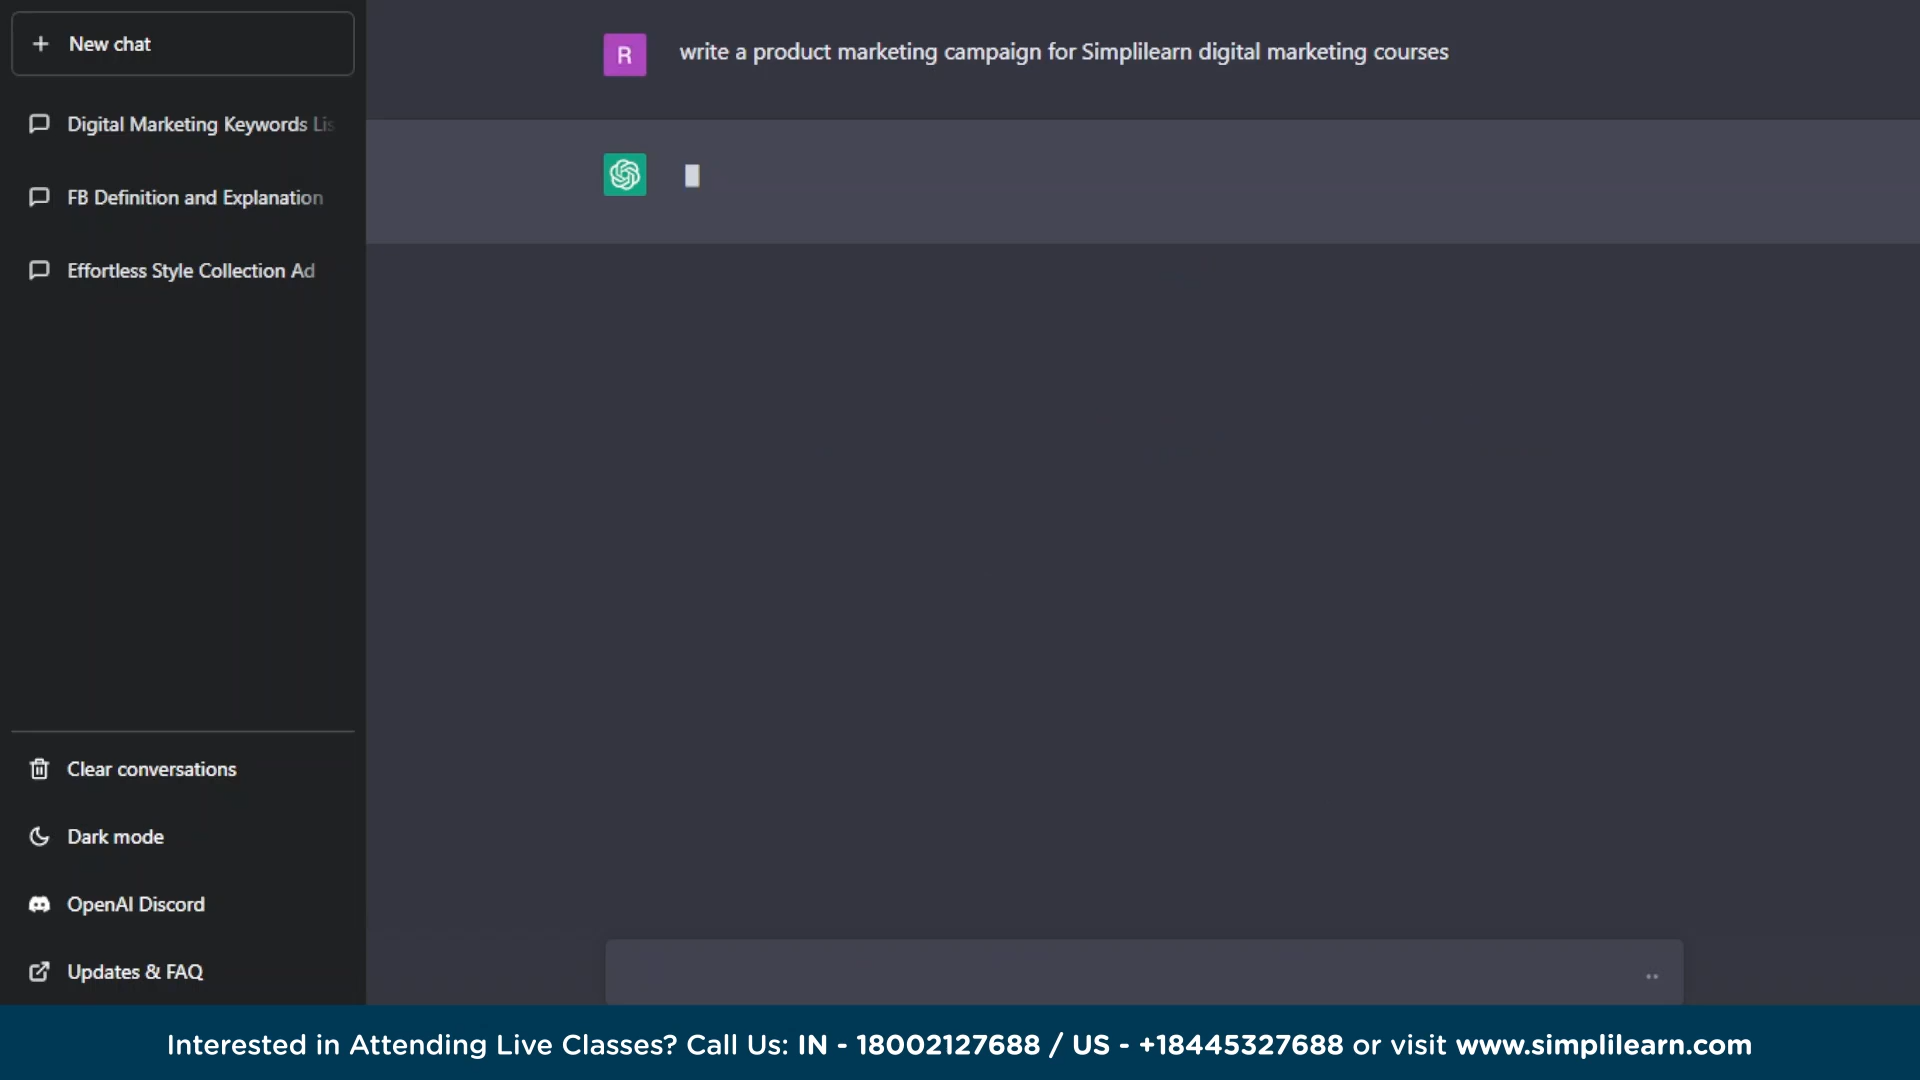 New chat
Digital Marketing Keywords Lis
FB Definition and Explanation
Effortless Style Collection Ad
Clear conversations
Dark mode
OpenAI Discord
Updates & FAQ
R
write a product marketing campaign for Simplilearn digital marketing courses
Interested in Attending Live Classes? Call Us: IN - 18002127688 / US - +18445327688 or visit www.simplilearn.com